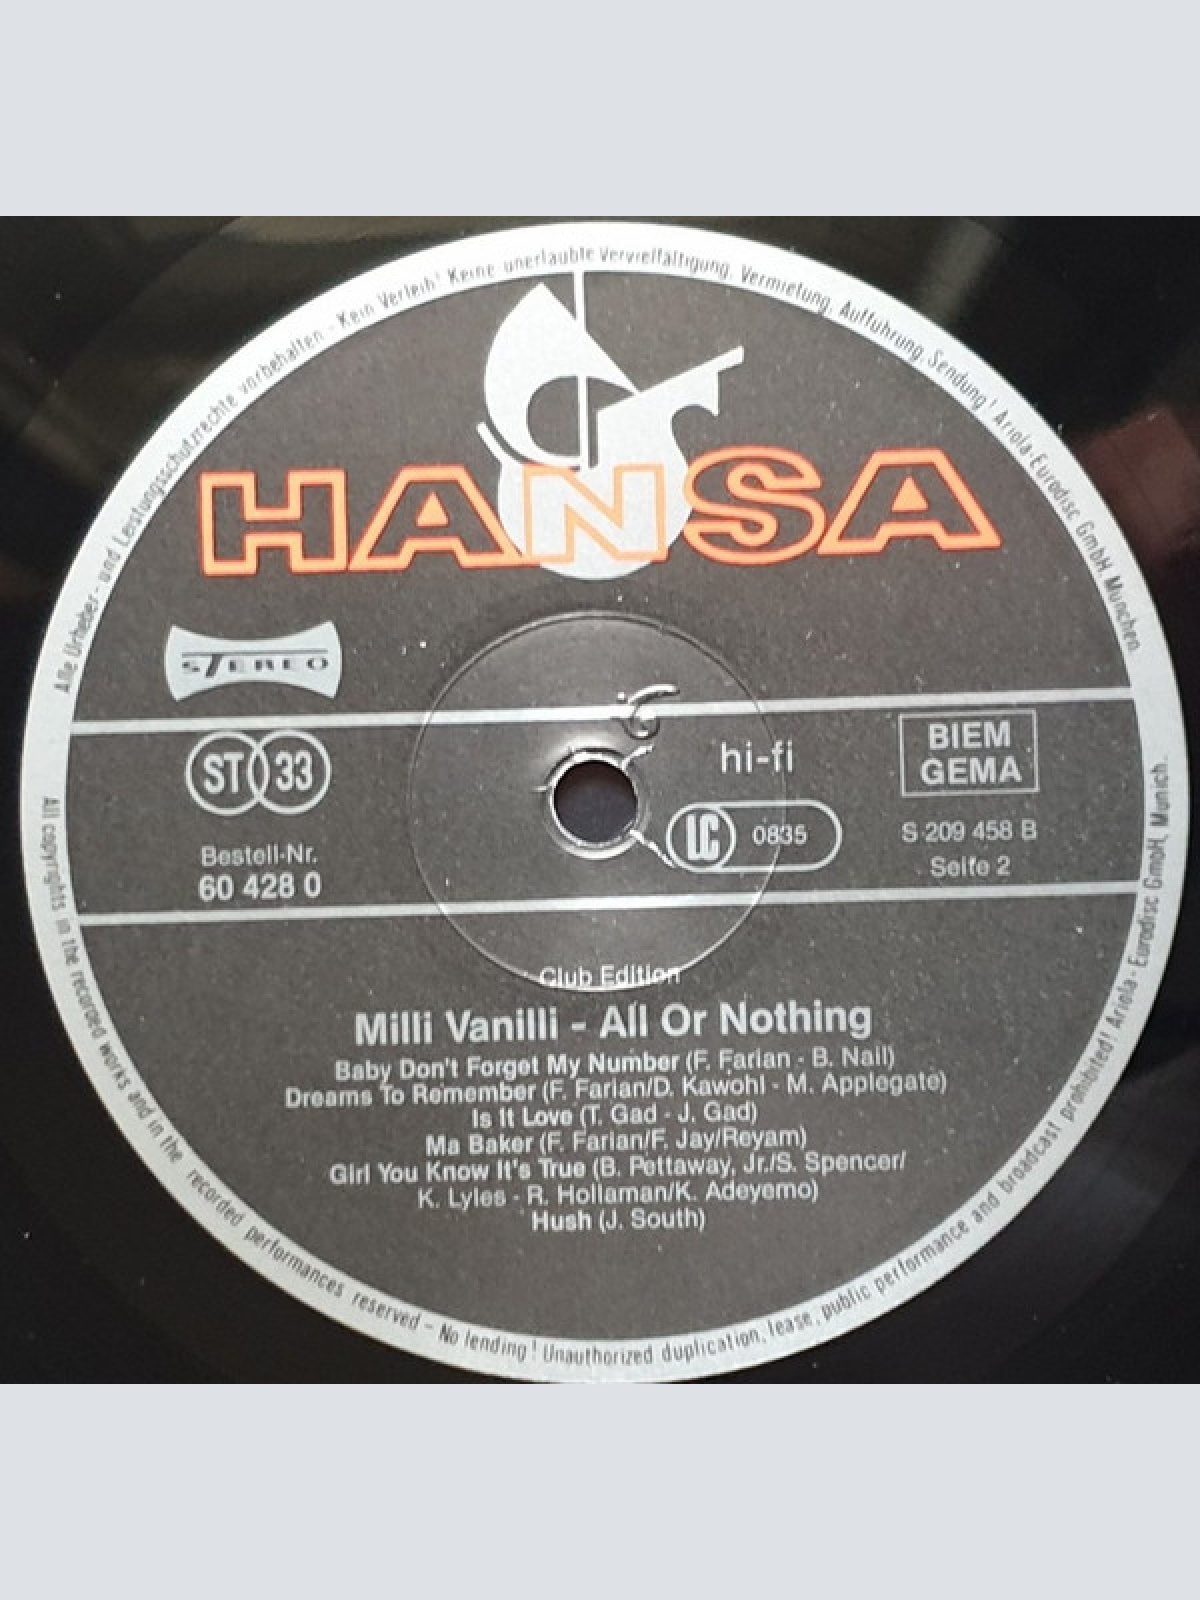 Alle Urheber- und Leistungsschutzrechte vorbehalten - Kein Verleih! Keine unerlaubte Vervielfältigung, Vermietung, Aufführung, Sendung! Ariola-Eurodisc GmbH, München.
HANSA
STEREO
ST 33
hi-fi
BIEM
GEMA
LC 0835
S 209 458 B
Seite 2
Bestell-Nr.
60 428 0
Club Edition
Milli Vanilli - All Or Nothing
Baby Don't Forget My Number (F. Farian - B. Nail)
Dreams To Remember (F. Farian/D. Kawohl - M. Applegate)
Is It Love (T. Gad - J. Gad)
Ma Baker (F. Farian/F. Jay/Reyam)
Girl You Know It's True (B. Pettaway, Jr./S. Spencer/
K. Lyles - R. Hollaman/K. Adeyemo)
Hush (J. South)
All copyrights, in the recorded works and in the recorded performances reserved - No lending! Unauthorized duplication, lease, public performance and broadcast prohibited! Ariola-Eurodisc GmbH, Munich.